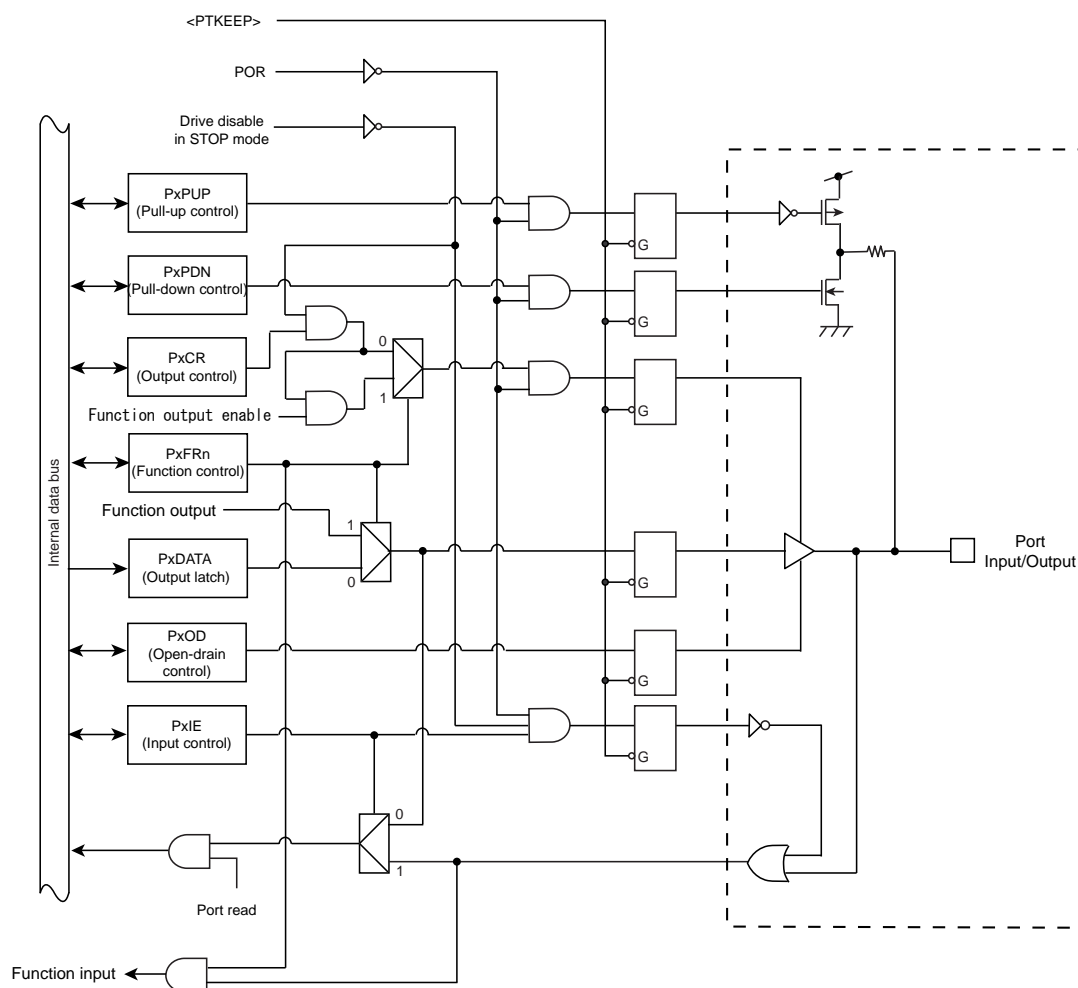 <PTKEEP>
POR
Drive disable
in STOP mode
PxPUP
(Pull-up control)
G
PxPDN
(Pull-down control)
G
PxCR
(Output control)
0
1
G
Function output enable
PxFRn
(Function control)
Function output
1
0
PxDATA
(Output latch)
G
Port
Input/Output
PxOD
(Open-drain
control)
G
PxIE
(Input control)
G
0
1
Port read
Function input
Internal data bus